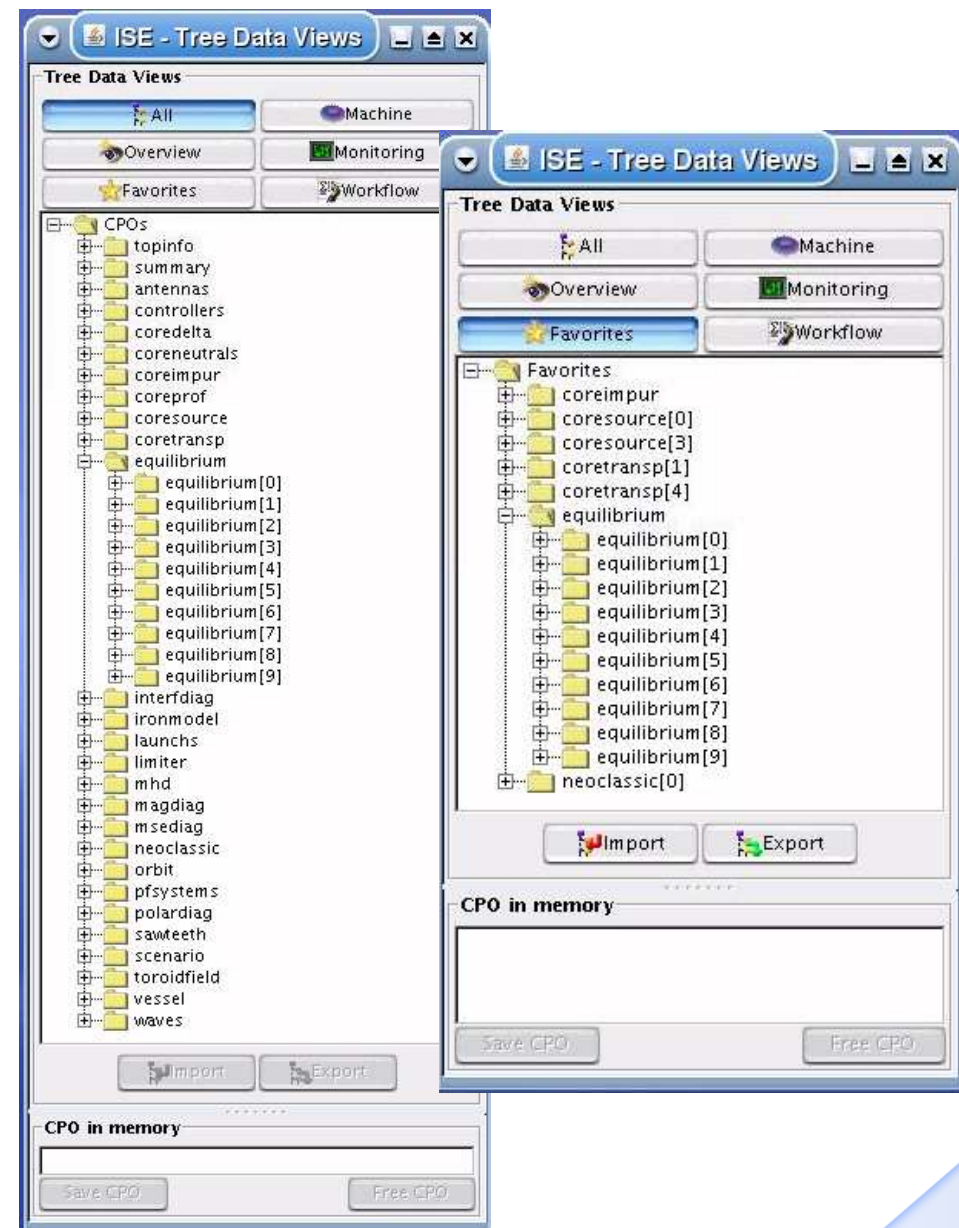 ISE - Tree Data Views
Tree Data Views
All
Machine
Overview
Monitoring
Favorites
Workflow
CPOs
topinfo
summary
antennas
controllers
coredelta
coreneutrals
coreimpur
coreprof
coresource
coretransp
equilibrium
equilibrium[0]
equilibrium[1]
equilibrium[2]
equilibrium[3]
equilibrium[4]
equilibrium[5]
equilibrium[6]
equilibrium[7]
equilibrium[8]
equilibrium[9]
interfdiag
ironmodel
launchs
limiter
mhd
magdiag
msediag
neoclassic
orbit
pfsystems
polardiag
sawteeth
scenario
toroidfield
vessel
waves
Import
Export
CPO in memory
Save CPO
Free CPO
ISE - Tree Data Views
Tree Data Views
All
Machine
Overview
Monitoring
Favorites
Workflow
Favorites
coreimpur
coresource[0]
coresource[3]
coretransp[1]
coretransp[4]
equilibrium
equilibrium[0]
equilibrium[1]
equilibrium[2]
equilibrium[3]
equilibrium[4]
equilibrium[5]
equilibrium[6]
equilibrium[7]
equilibrium[8]
equilibrium[9]
neoclassic[0]
Import
Export
CPO in memory
Save CPO
Free CPO